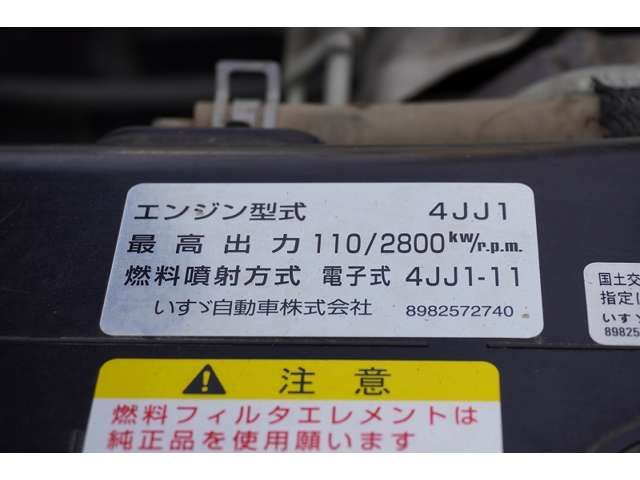 エンジン型式 4JJ1
最高出力 110/2800 kW/r.p.m.
燃料噴射方式 電子式 4JJ1-11
いすゞ自動車株式会社 8982572740
国土交
指定に
いすゞ
89825
注意
燃料フィルタエレメントは
純正品を使用願います